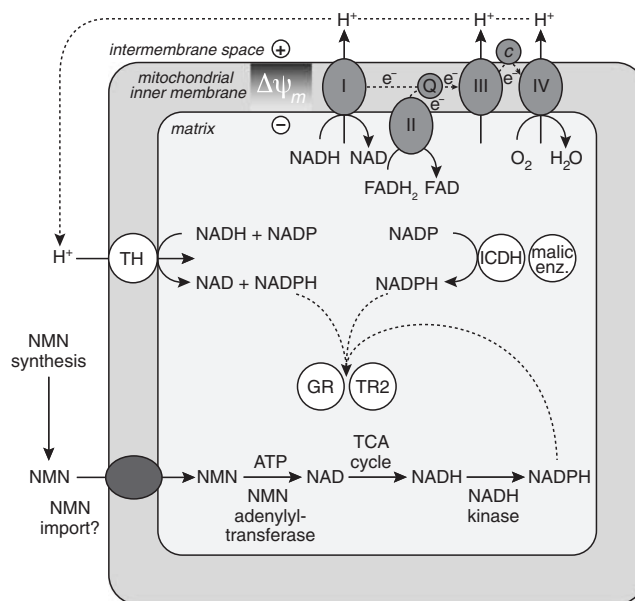 H⁺ H⁺ H⁺
intermembrane space +
c
mitochondrial
inner membrane
Δψm
I e⁻ Q e⁻ III e⁻ IV
e⁻
matrix −
II
NADH NAD
O₂ H₂O
FADH₂ FAD
NADH + NADP
NADP
H⁺ TH
ICDH malic
enz.
NAD + NADPH
NADPH
NMN
synthesis
GR TR2
NMN NMN ATP NAD TCA
cycle NADH NADPH
NMN
import?
NMN
adenylyl-
transferase
NADH
kinase